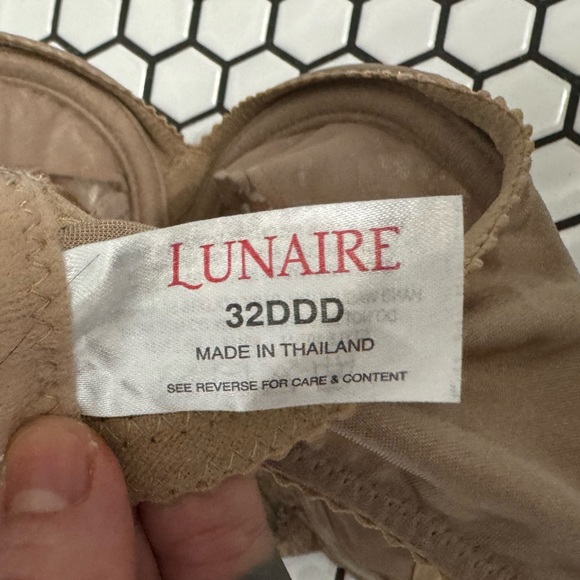 LUNAIRE
32DDD
MADE IN THAILAND
SEE REVERSE FOR CARE & CONTENT